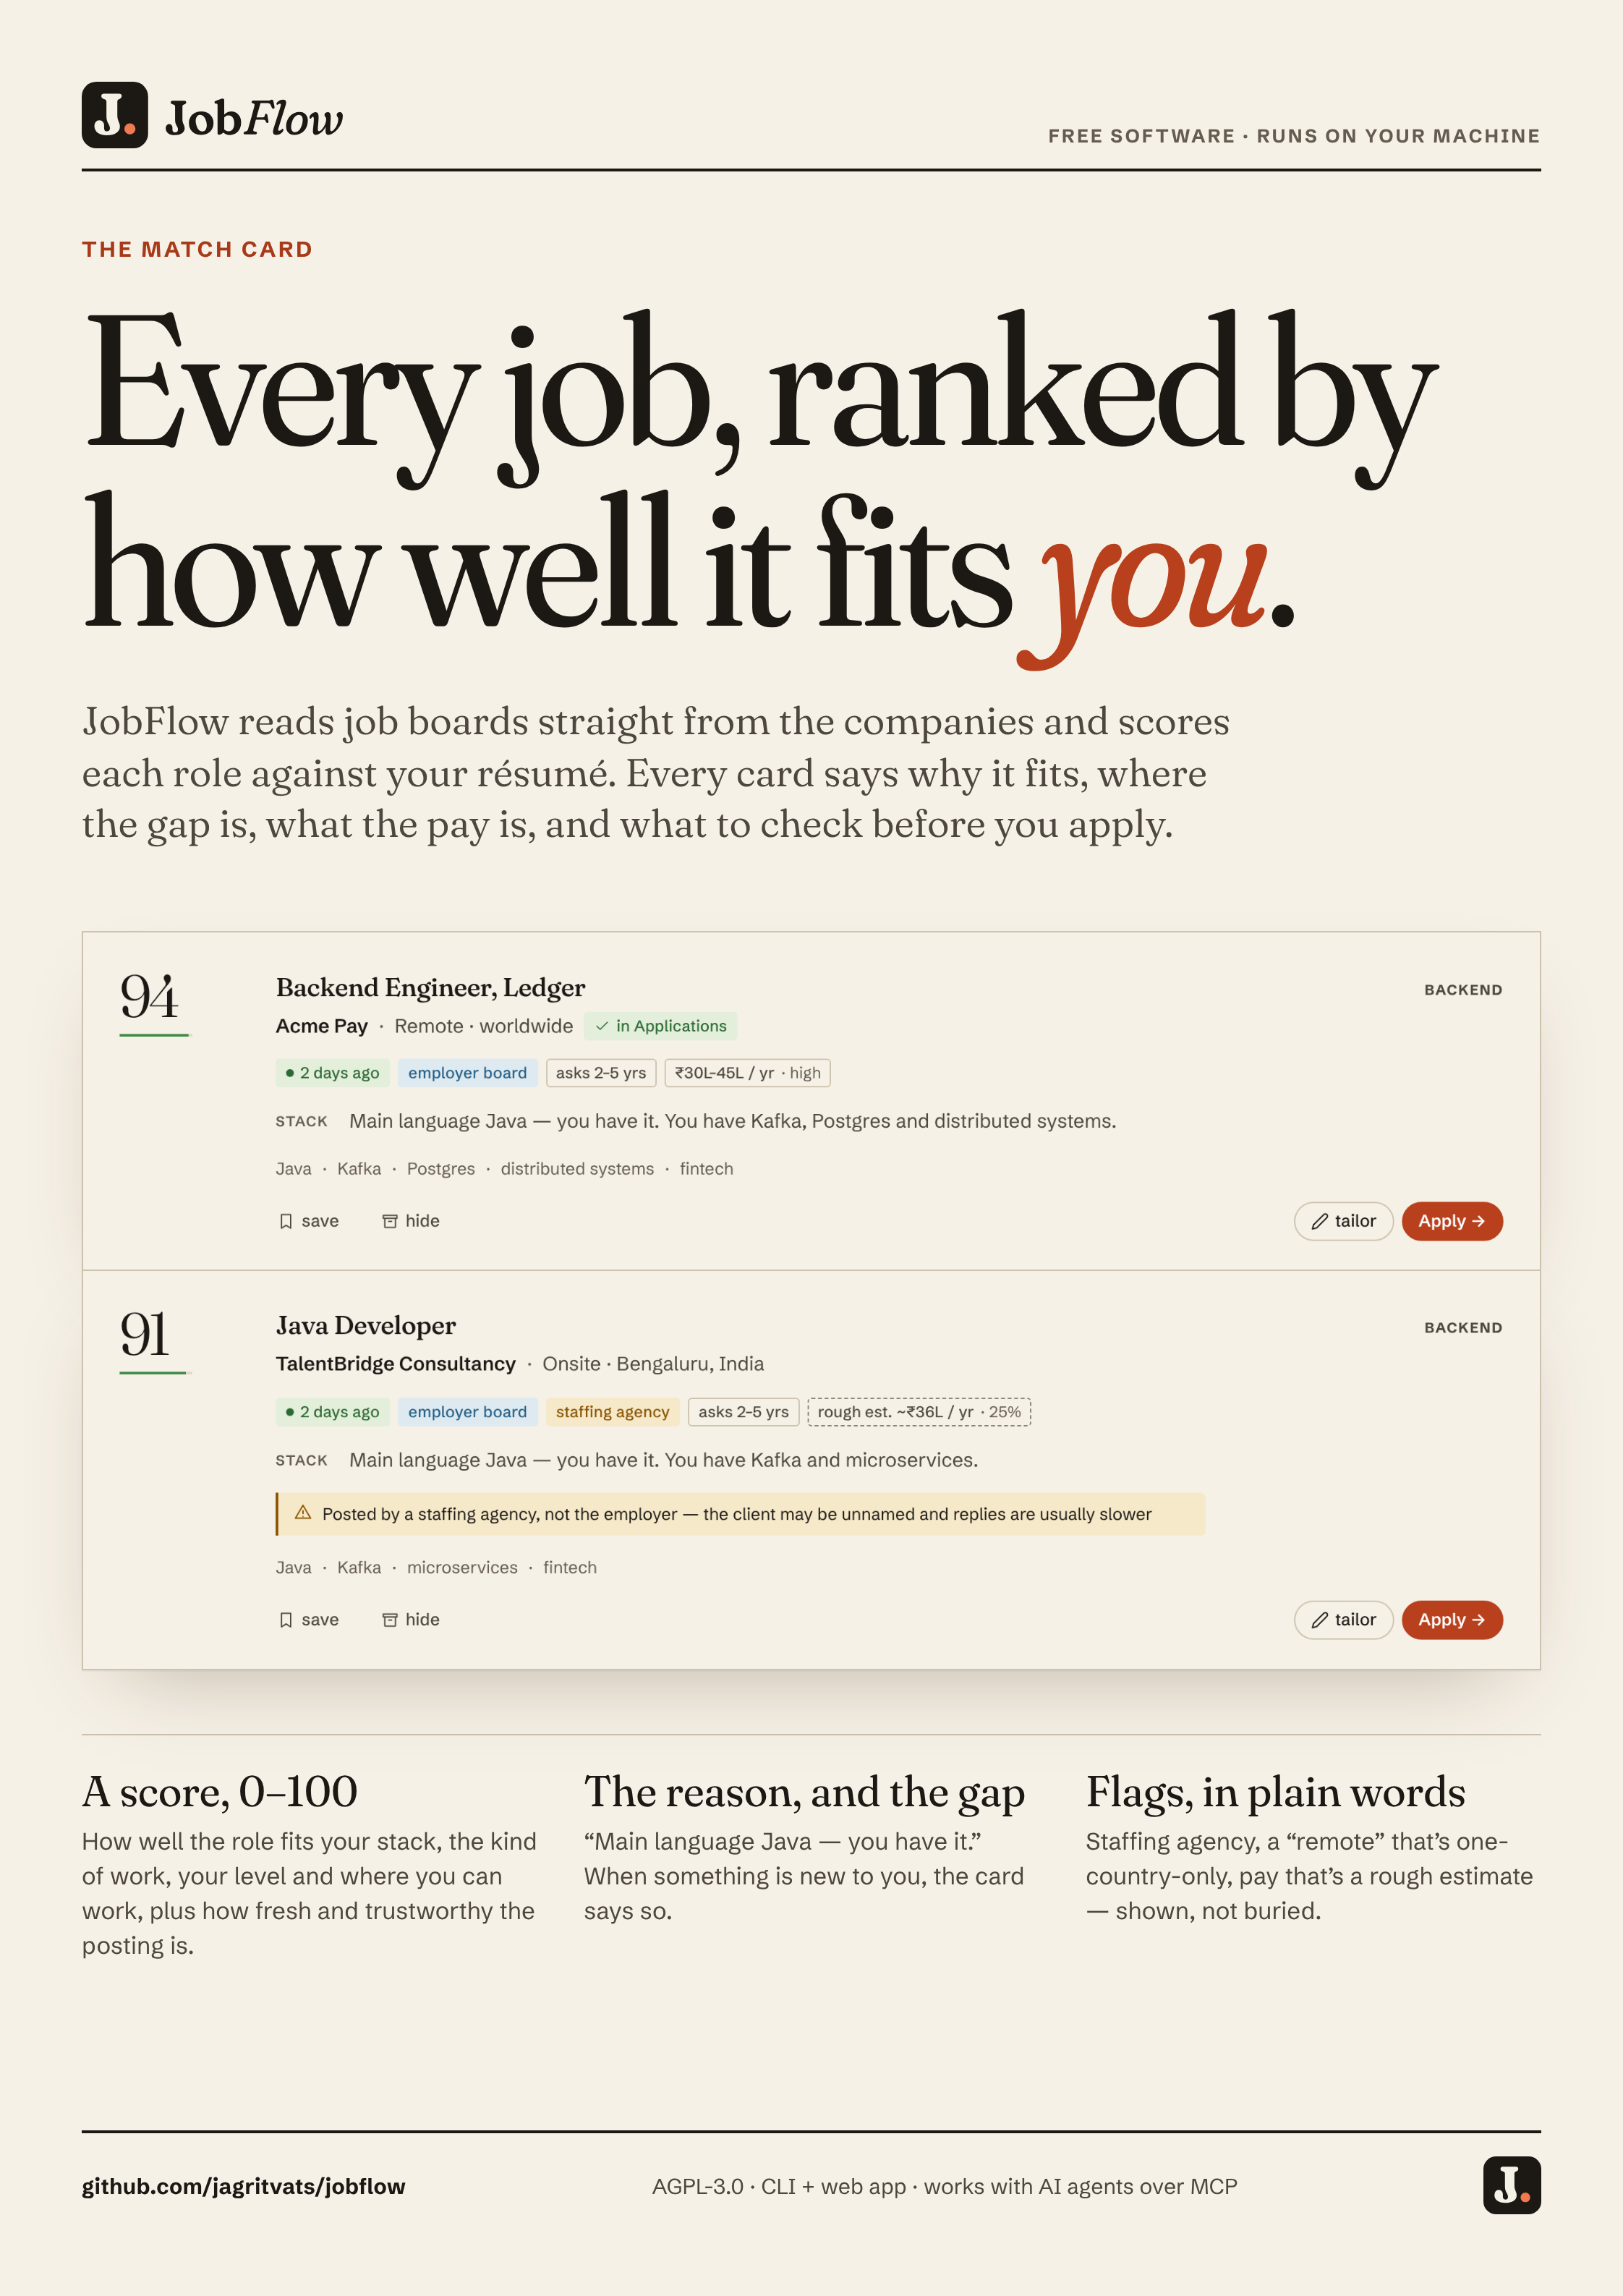 J.
JobFlow
FREE SOFTWARE · RUNS ON YOUR MACHINE
THE MATCH CARD
Every job, ranked by
how well it fits you.
JobFlow reads job boards straight from the companies and scores
each role against your résumé. Every card says why it fits, where
the gap is, what the pay is, and what to check before you apply.
94
Backend Engineer, Ledger
BACKEND
Acme Pay · Remote · worldwide ✓ in Applications
● 2 days ago employer board asks 2-5 yrs ₹30L-45L / yr · high
STACK Main language Java — you have it. You have Kafka, Postgres and distributed systems.
Java · Kafka · Postgres · distributed systems · fintech
save hide tailor Apply →
91
Java Developer
BACKEND
TalentBridge Consultancy · Onsite · Bengaluru, India
● 2 days ago employer board staffing agency asks 2-5 yrs rough est. ~₹36L / yr · 25%
STACK Main language Java — you have it. You have Kafka and microservices.
⚠ Posted by a staffing agency, not the employer — the client may be unnamed and replies are usually slower
Java · Kafka · microservices · fintech
save hide tailor Apply →
A score, 0–100
How well the role fits your stack, the kind
of work, your level and where you can
work, plus how fresh and trustworthy the
posting is.
The reason, and the gap
“Main language Java — you have it.”
When something is new to you, the card
says so.
Flags, in plain words
Staffing agency, a “remote” that’s one-
country-only, pay that’s a rough estimate
— shown, not buried.
github.com/jagritvats/jobflow
AGPL-3.0 · CLI + web app · works with AI agents over MCP
J.